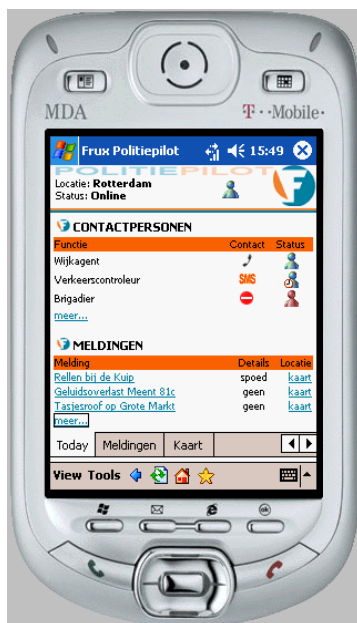 MDA
T··Mobile·
Frux Politiepilot 15:49
POLITIEPILOT
Locatie: Rotterdam
Status: Online
CONTACTPERSONEN
Functie Contact Status
Wijkagent
Verkeerscontroleur SMS
Brigadier
meer...
MELDINGEN
Melding Details Locatie
Rellen bij de Kuip spoed kaart
Geluidsoverlast Meent 81c geen kaart
Tasjesroof op Grote Markt geen kaart
meer...
Today Meldingen Kaart
View Tools
ok